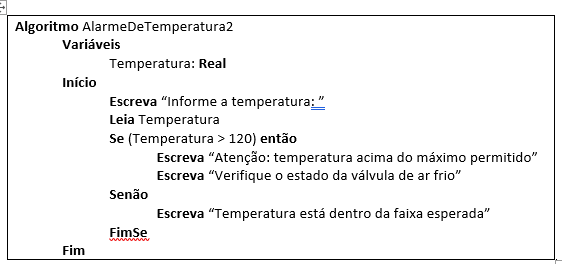 Algoritmo AlarmeDeTemperatura2
Variáveis
Temperatura: Real
Início
Escreva “Informe a temperatura: ”
Leia Temperatura
Se (Temperatura > 120) então
Escreva “Atenção: temperatura acima do máximo permitido”
Escreva “Verifique o estado da válvula de ar frio”
Senão
Escreva “Temperatura está dentro da faixa esperada”
FimSe
Fim